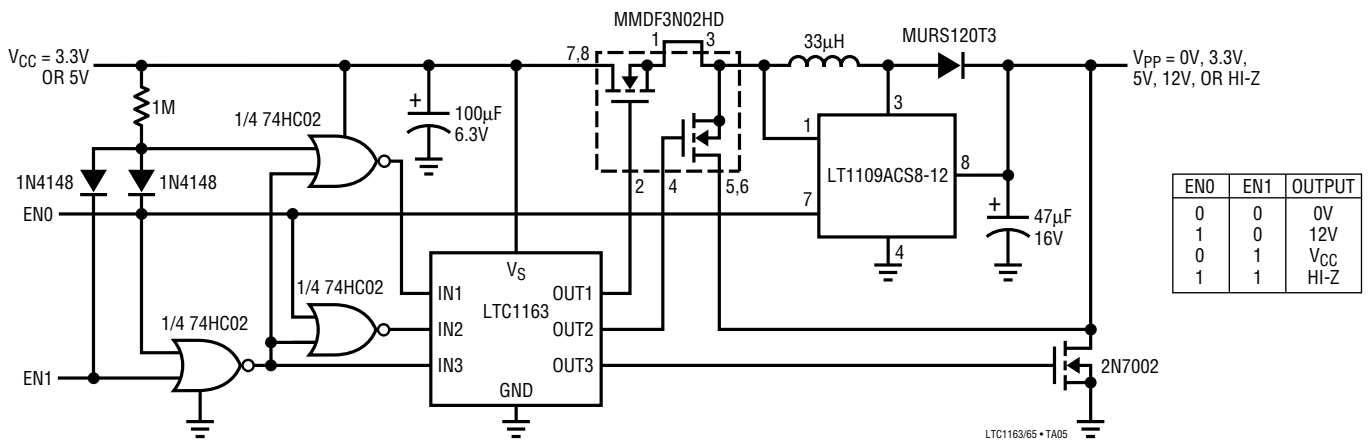 MMDF3N02HD
V_CC = 3.3V
OR 5V
7,8
1
3
33µH
MURS120T3
V_PP = 0V, 3.3V,
5V, 12V, OR HI-Z
1M
1/4 74HC02
+
100µF
6.3V
1
3
LT1109ACS8-12
8
7
4
1N4148
1N4148
2
4
5,6
EN0
+
47µF
16V
EN0 EN1 OUTPUT
0 0 0V
1 0 12V
0 1 V_CC
1 1 HI-Z
V_S
LTC1163
IN1
OUT1
1/4 74HC02
IN2
OUT2
1/4 74HC02
IN3
OUT3
GND
EN1
2N7002
LTC1163/65 • TA05